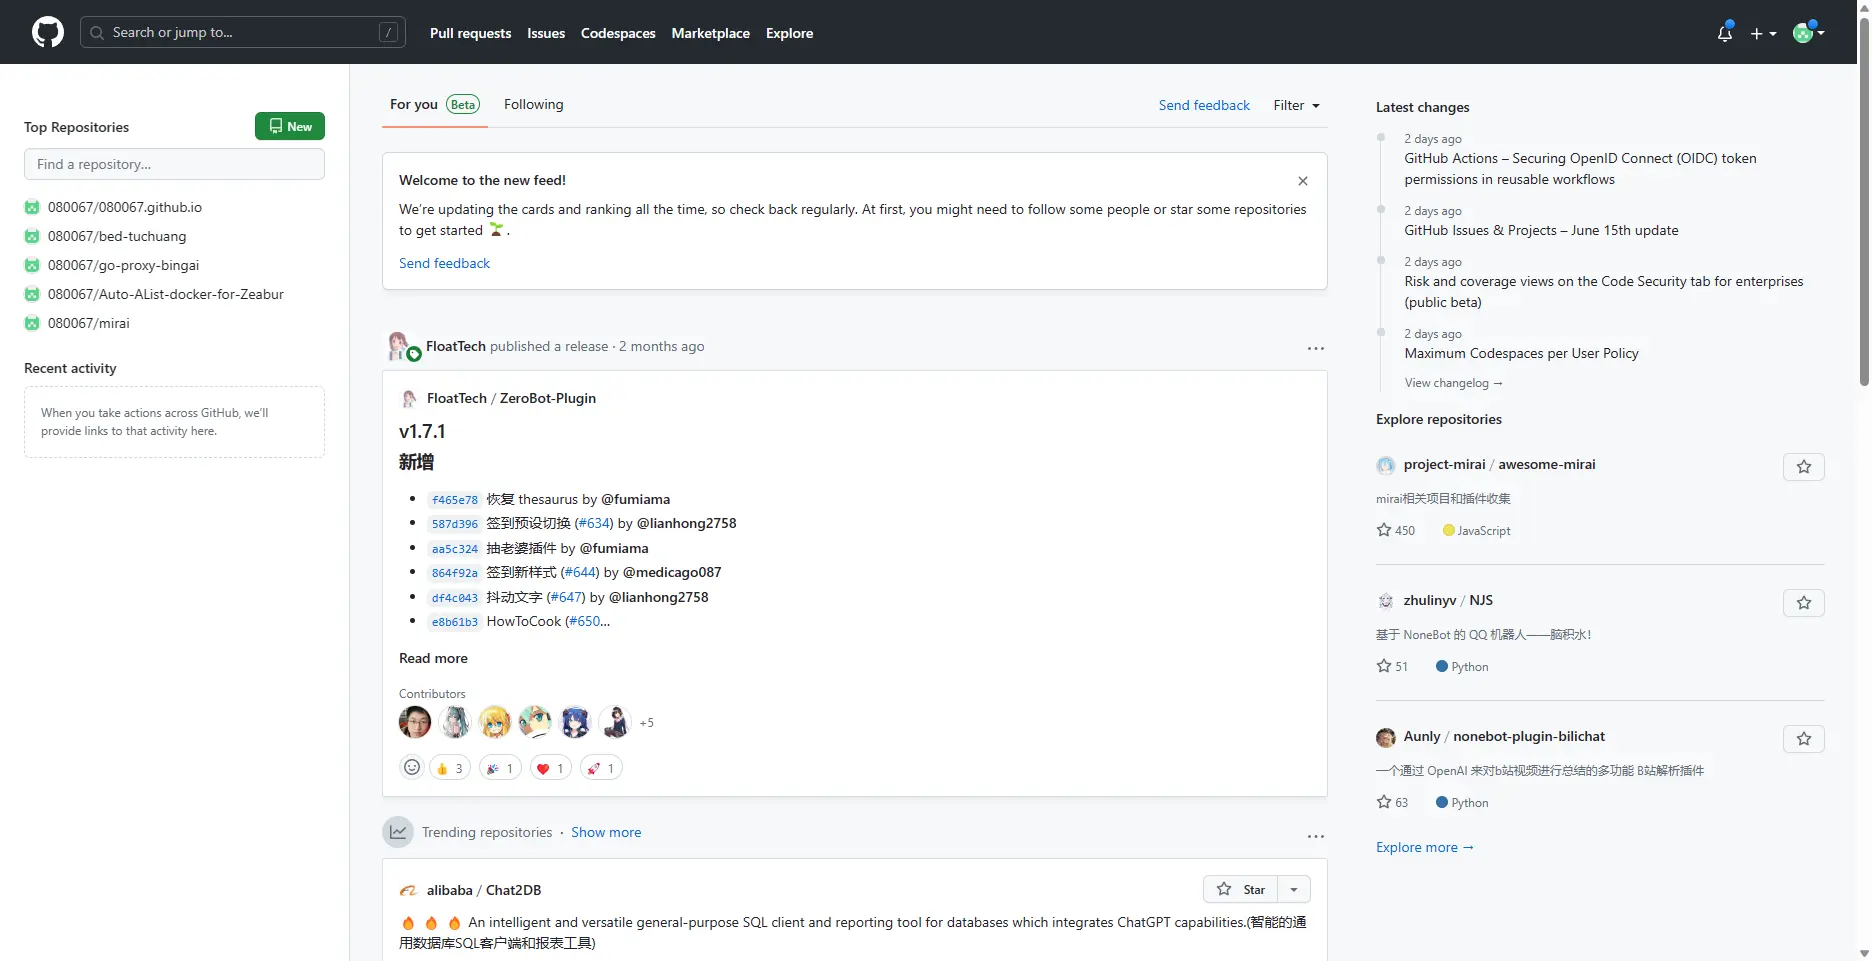 Search or jump to...
/
Pull requests
Issues
Codespaces
Marketplace
Explore
Top Repositories
New
Find a repository...
080067/080067.github.io
080067/bed-tuchuang
080067/go-proxy-bingai
080067/Auto-AList-docker-for-Zeabur
080067/mirai
Recent activity
When you take actions across GitHub, we’ll
provide links to that activity here.
For you Beta
Following
Send feedback
Filter
Welcome to the new feed!
We’re updating the cards and ranking all the time, so check back regularly. At first, you might need to follow some people or star some repositories
to get started 🌱 .
Send feedback
FloatTech published a release · 2 months ago
FloatTech / ZeroBot-Plugin
v1.7.1
新增
f465e78 恢复 thesaurus by @fumiama
587d396 签到预设切换 (#634) by @lianhong2758
aa5c324 抽老婆插件 by @fumiama
864f92a 签到新样式 (#644) by @medicago087
df4c043 抖动文字 (#647) by @lianhong2758
e8b61b3 HowToCook (#650...
Read more
Contributors
+5
👍 3 🎉 1 ❤️ 1 🚀 1
Trending repositories · Show more
alibaba / Chat2DB
Star
🔥 🔥 🔥 An intelligent and versatile general-purpose SQL client and reporting tool for databases which integrates ChatGPT capabilities.(智能的通
用数据库SQL客户端和报表工具)
Latest changes
2 days ago
GitHub Actions – Securing OpenID Connect (OIDC) token
permissions in reusable workflows
2 days ago
GitHub Issues & Projects – June 15th update
2 days ago
Risk and coverage views on the Code Security tab for enterprises
(public beta)
2 days ago
Maximum Codespaces per User Policy
View changelog →
Explore repositories
project-mirai / awesome-mirai
mirai相关项目和插件收集
450 JavaScript
zhulinyv / NJS
基于 NoneBot 的 QQ 机器人——脑积水！
51 Python
Aunly / nonebot-plugin-bilichat
一个通过 OpenAI 来对b站视频进行总结的多功能 B站解析插件
63 Python
Explore more →